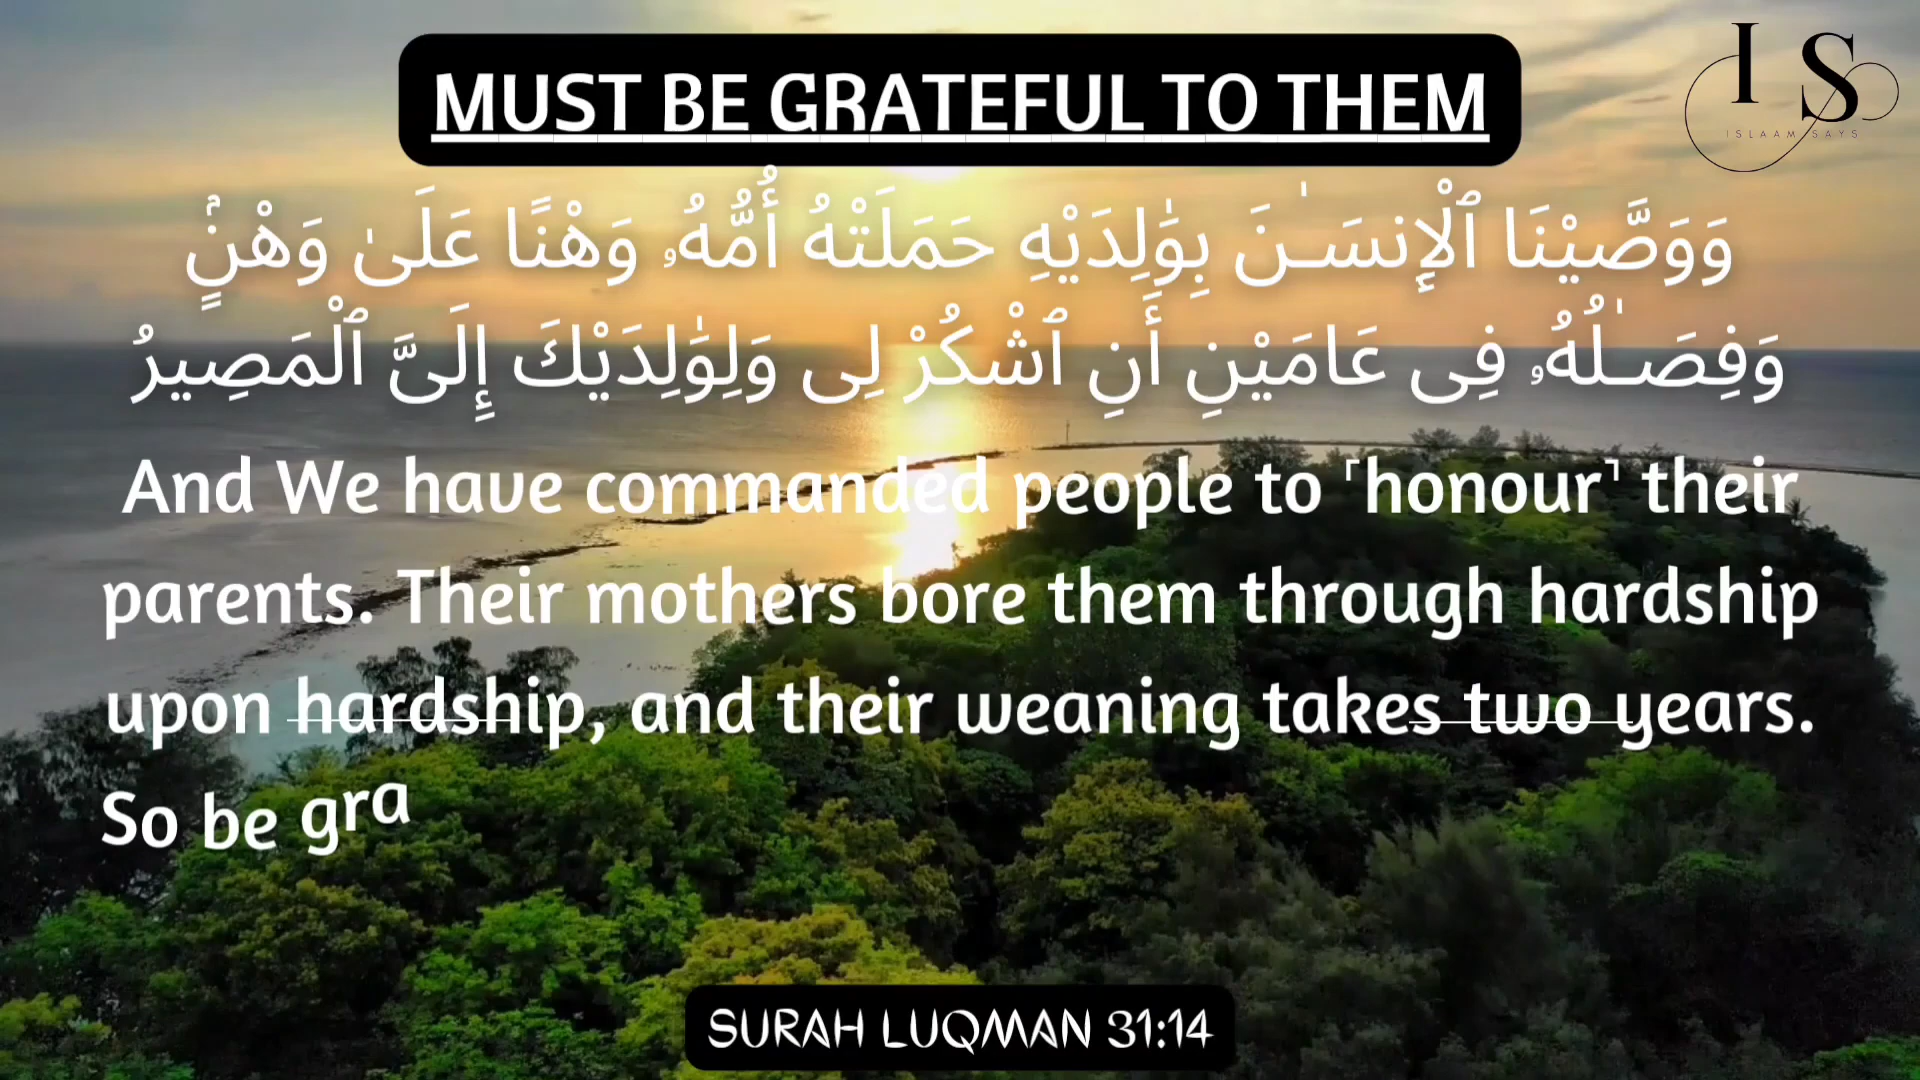 MUST BE GRATEFUL TO THEM
I S
ISLAAM SAYS
وَوَصَّيْنَا ٱلْإِنسَـٰنَ بِوَٰلِدَيْهِ حَمَلَتْهُ أُمُّهُۥ وَهْنًا عَلَىٰ وَهْنٍۢ
وَفِصَـٰلُهُۥ فِى عَامَيْنِ أَنِ ٱشْكُرْ لِى وَلِوَٰلِدَيْكَ إِلَىَّ ٱلْمَصِيرُ
And We have commanded people to ˹honour˺ their
parents. Their mothers bore them through hardship
upon hardship, and their weaning takes two years.
So be gra
SURAH LUQMAN 31:14